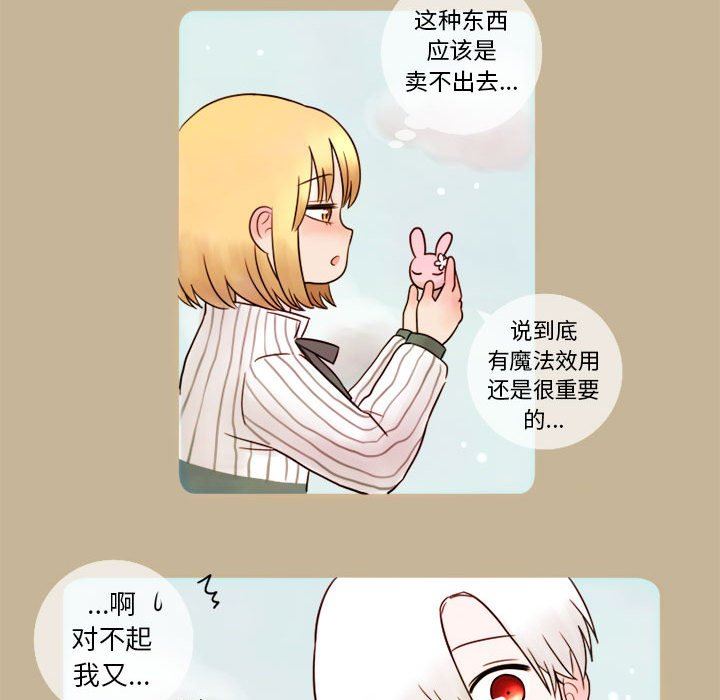 这种东西
应该是
卖不出去...
说到底
有魔法效用
还是很重要
的...
...啊
对不起
我又...